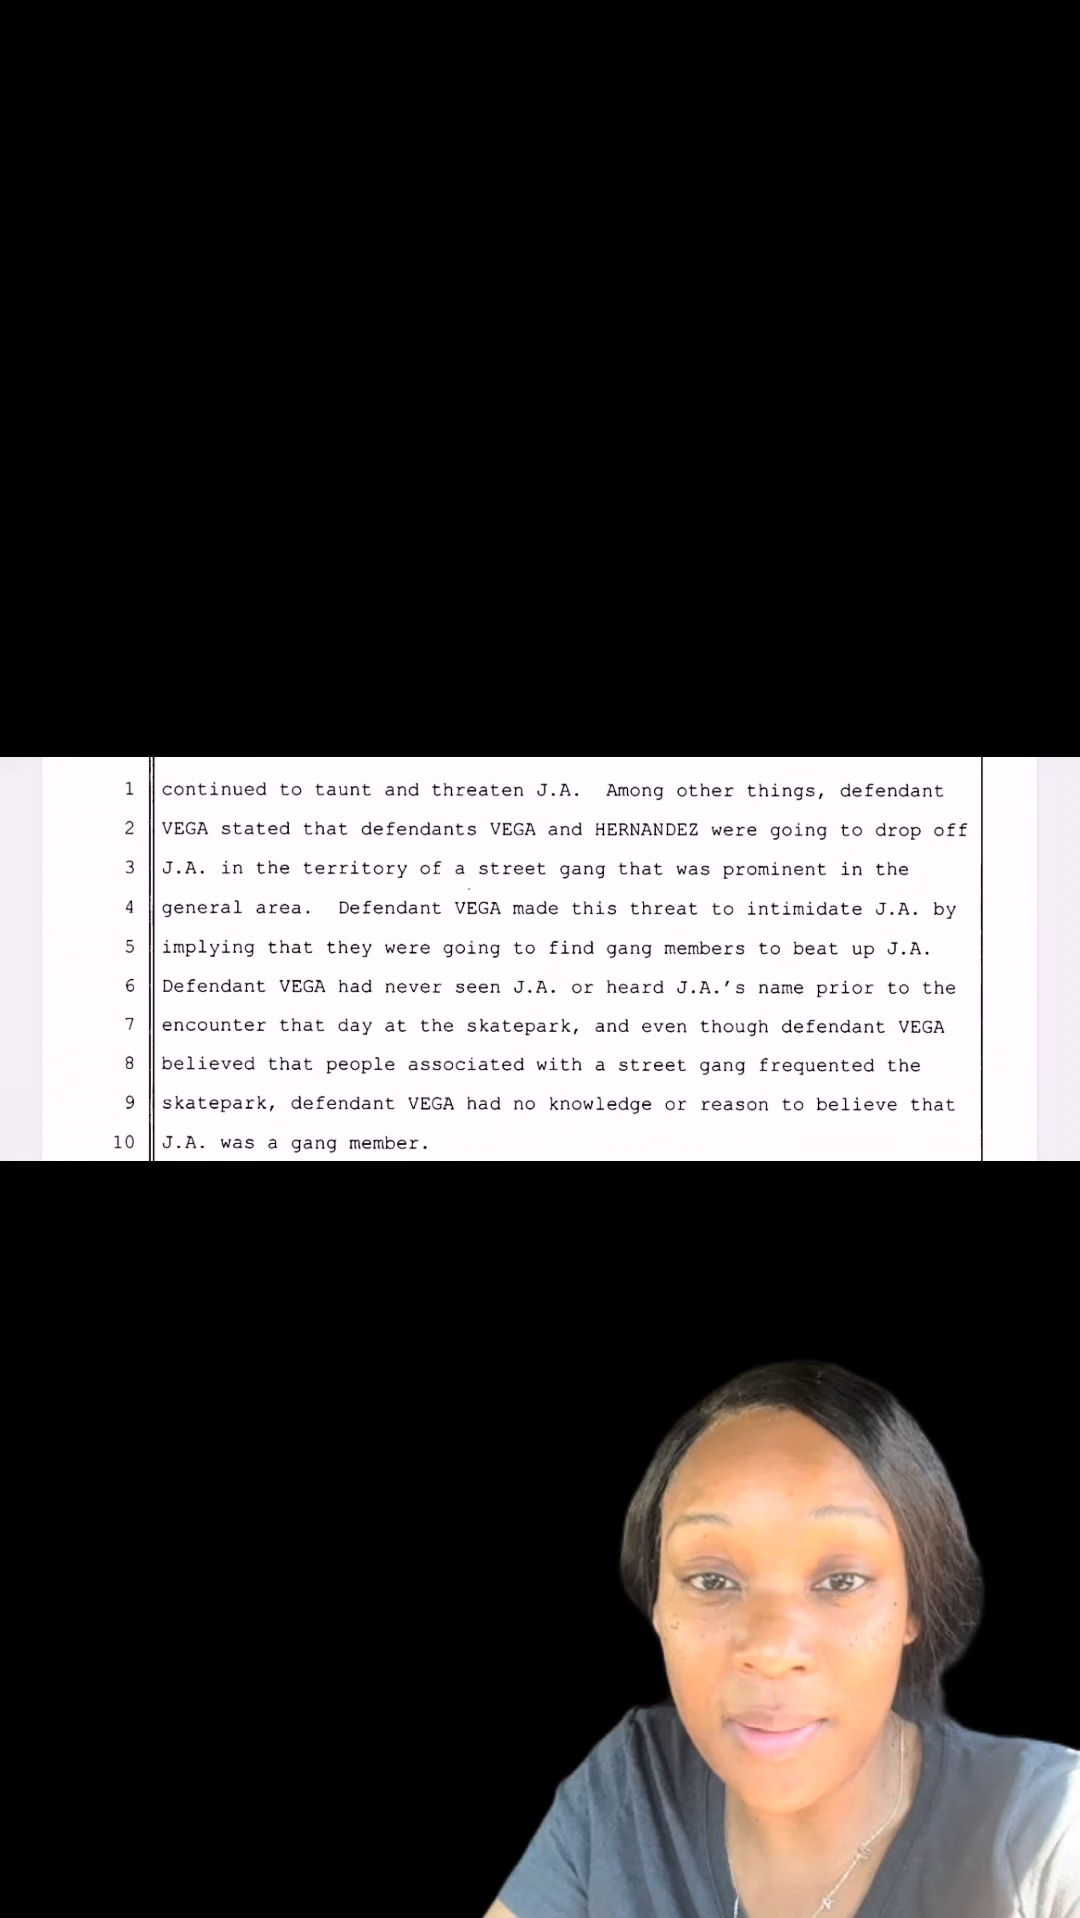 1 continued to taunt and threaten J.A. Among other things, defendant
2 VEGA stated that defendants VEGA and HERNANDEZ were going to drop off
3 J.A. in the territory of a street gang that was prominent in the
4 general area. Defendant VEGA made this threat to intimidate J.A. by
5 implying that they were going to find gang members to beat up J.A.
6 Defendant VEGA had never seen J.A. or heard J.A.'s name prior to the
7 encounter that day at the skatepark, and even though defendant VEGA
8 believed that people associated with a street gang frequented the
9 skatepark, defendant VEGA had no knowledge or reason to believe that
10 J.A. was a gang member.